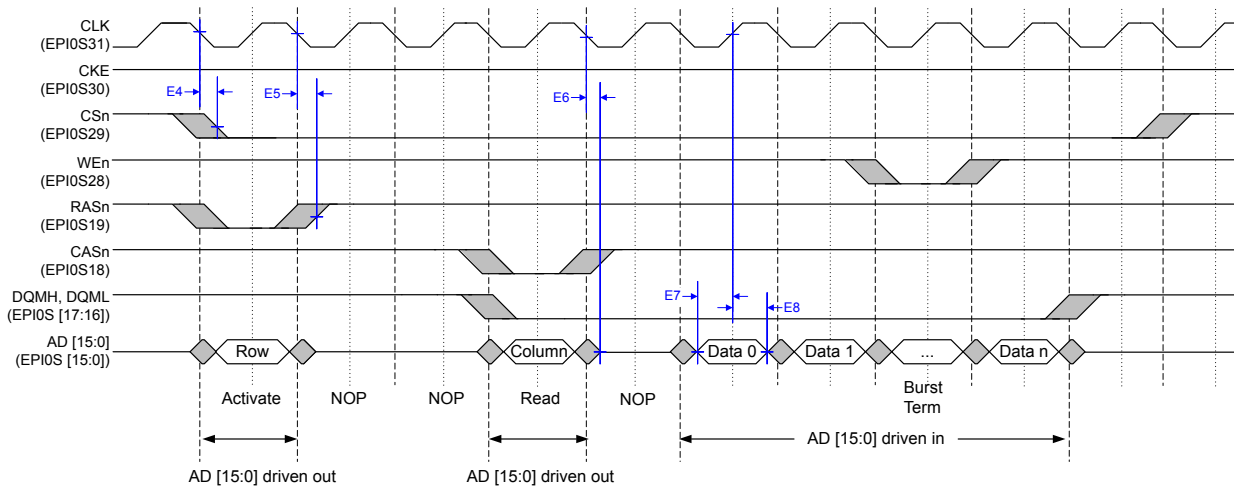 CLK
(EPI0S31)
CKE
(EPI0S30)
E4
E5
E6
CSn
(EPI0S29)
WEn
(EPI0S28)
RASn
(EPI0S19)
CASn
(EPI0S18)
DQMH, DQML
(EPI0S [17:16])
E7
E8
AD [15:0]
(EPI0S [15:0])
Row
Column
Data 0
Data 1
...
Data n
Activate
NOP
NOP
Read
NOP
Burst
Term
AD [15:0] driven in
AD [15:0] driven out
AD [15:0] driven out